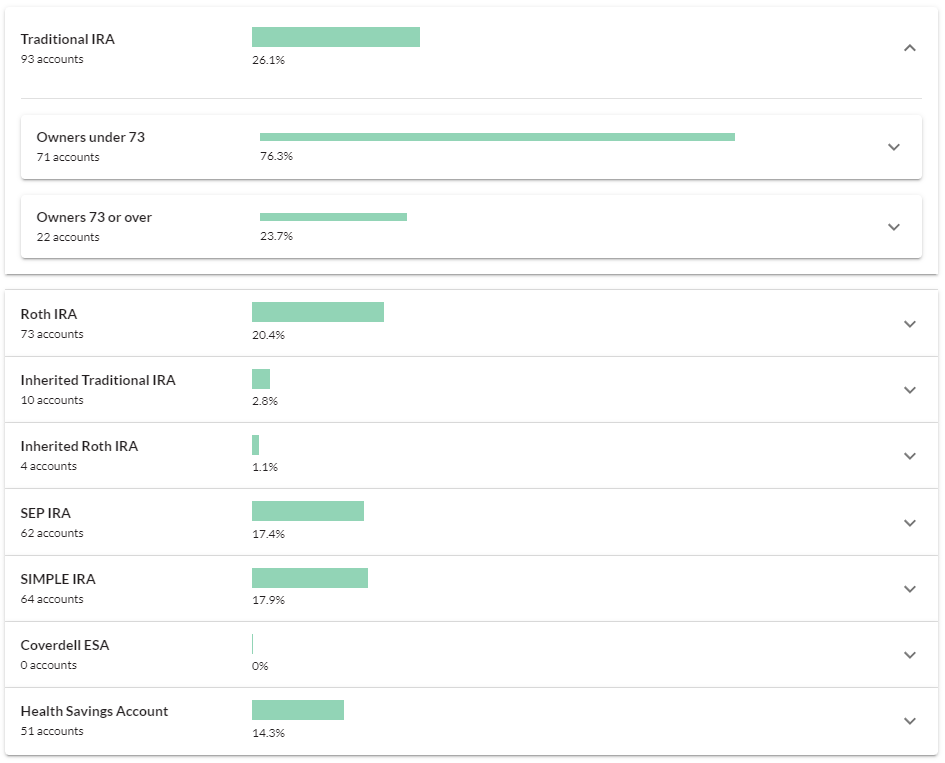 Traditional IRA
93 accounts
26.1%
Owners under 73
71 accounts
76.3%
Owners 73 or over
22 accounts
23.7%
Roth IRA
73 accounts
20.4%
Inherited Traditional IRA
10 accounts
2.8%
Inherited Roth IRA
4 accounts
1.1%
SEP IRA
62 accounts
17.4%
SIMPLE IRA
64 accounts
17.9%
Coverdell ESA
0 accounts
0%
Health Savings Account
51 accounts
14.3%